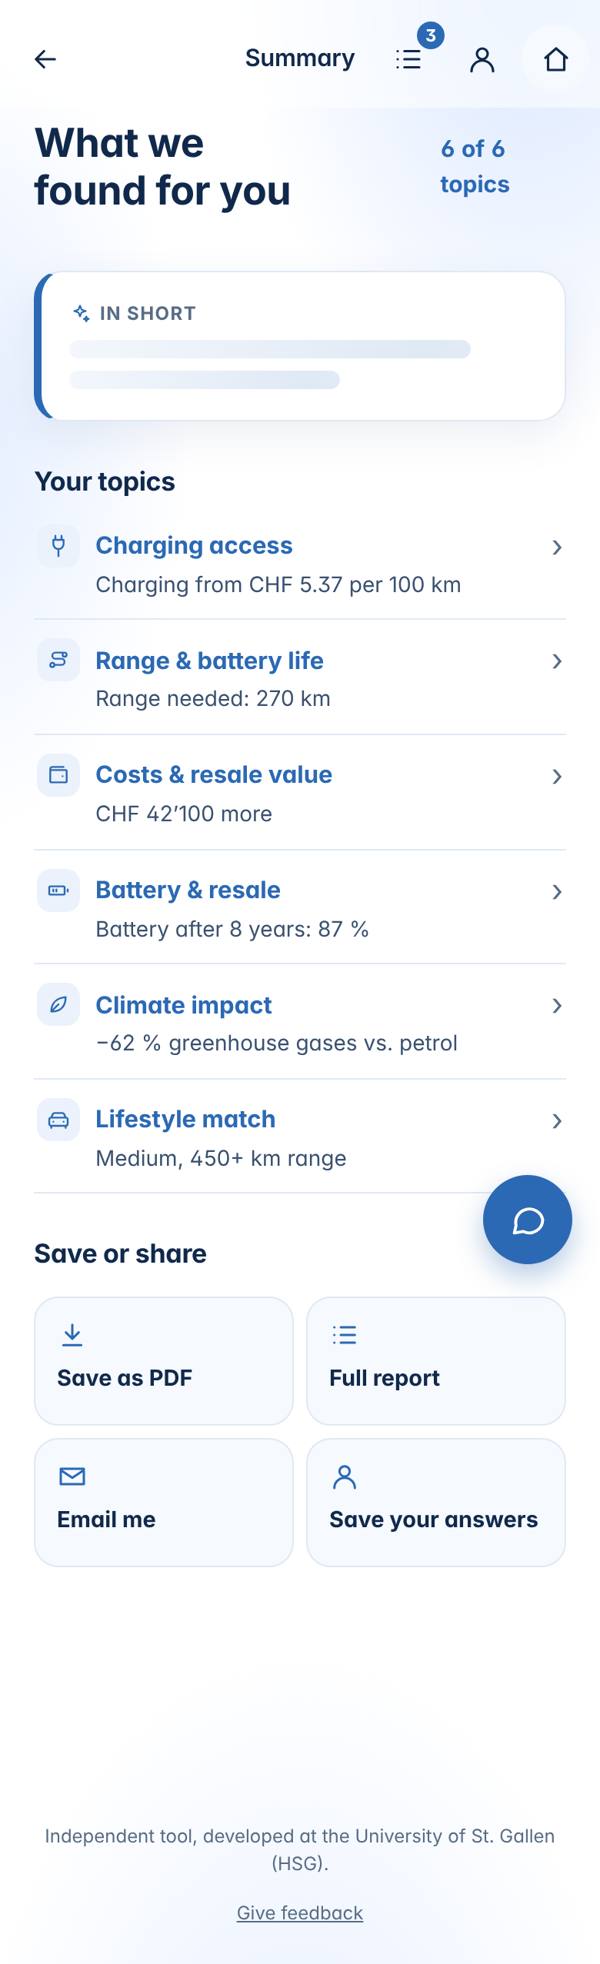 Summary
3
What we
found for you
6 of 6
topics
IN SHORT
Your topics
Charging access
Charging from CHF 5.37 per 100 km
Range & battery life
Range needed: 270 km
Costs & resale value
CHF 42’100 more
Battery & resale
Battery after 8 years: 87 %
Climate impact
−62 % greenhouse gases vs. petrol
Lifestyle match
Medium, 450+ km range
Save or share
Save as PDF
Full report
Email me
Save your answers
Independent tool, developed at the University of St. Gallen
(HSG).
Give feedback